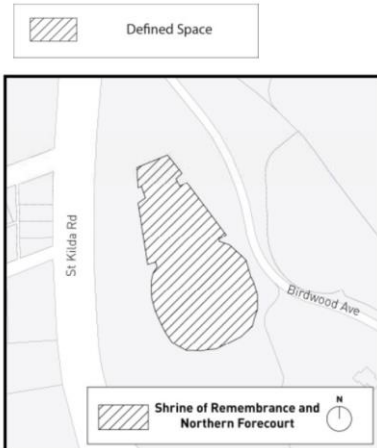 Defined Space
St Kilda Rd
Birdwood Ave
Shrine of Remembrance and
Northern Forecourt
N